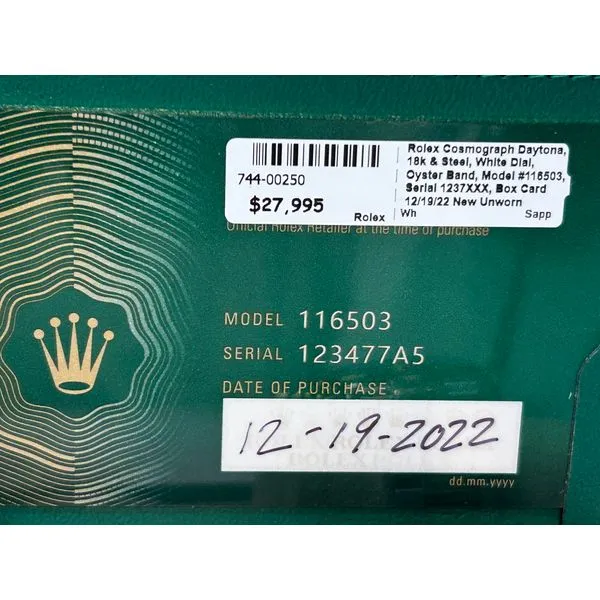 744-00250
$27,995
Rolex
Rolex Cosmograph Daytona,
18k & Steel, White Dial,
Oyster Band, Model #116503,
Serial 1237XXX, Box Card
12/19/22 New Unworn
Wh Sapp
Official Rolex Retailer at the time of purchase
MODEL 116503
SERIAL 123477A5
DATE OF PURCHASE
12-19-2022
dd.mm.yyyy